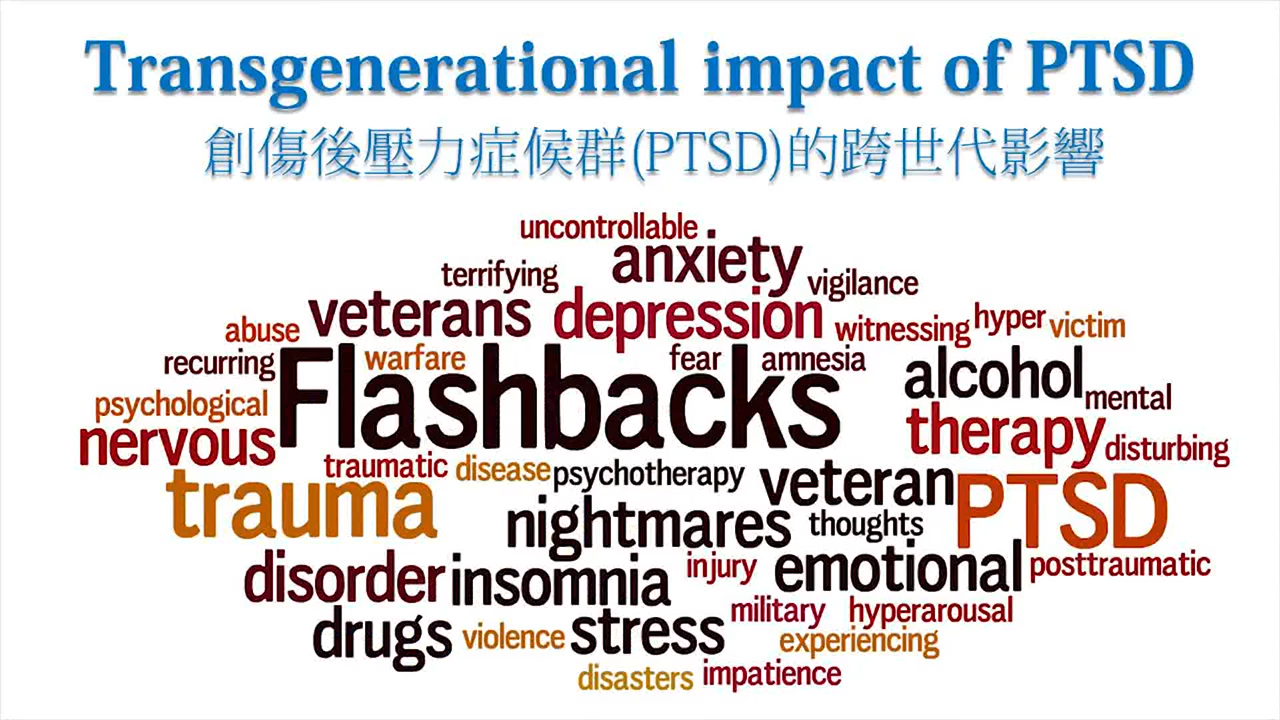 Transgenerational impact of PTSD
創傷後壓力症候群(PTSD)的跨世代影響
uncontrollable
anxiety
terrifying
vigilance
veterans
depression
abuse
witnessing
hyper
victim
recurring
warfare
fear
amnesia
Flashbacks
alcohol
mental
psychological
nervous
therapy
disturbing
traumatic
disease
psychotherapy
veteran
PTSD
trauma
nightmares
thoughts
disorder
insomnia
injury
emotional
posttraumatic
drugs
violence
stress
military
hyperarousal
experiencing
disasters
impatience